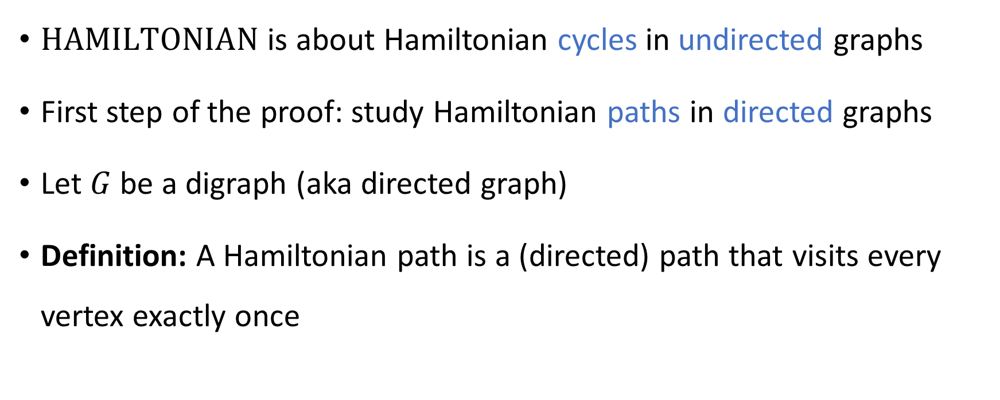 • HAMILTONIAN is about Hamiltonian cycles in undirected graphs
• First step of the proof: study Hamiltonian paths in directed graphs
• Let 𝐺 be a digraph (aka directed graph)
• Definition: A Hamiltonian path is a (directed) path that visits every
vertex exactly once